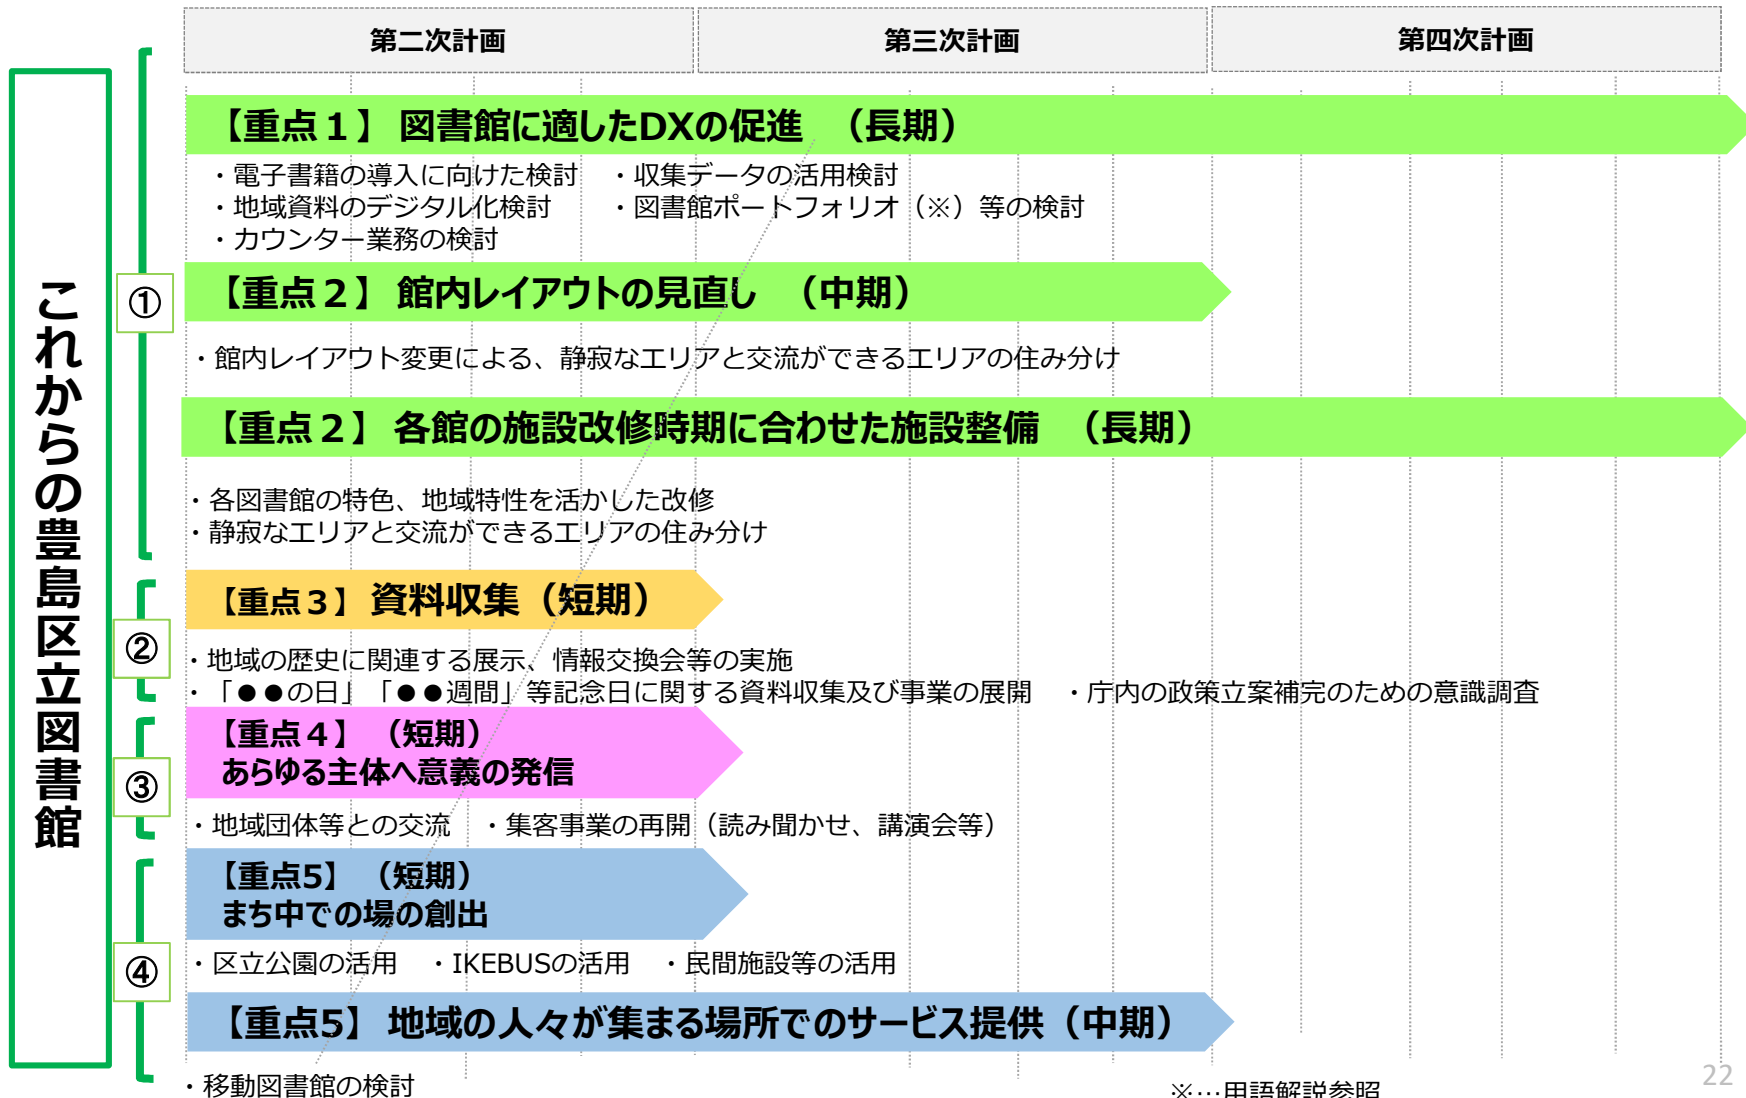 第二次計画
第三次計画
第四次計画
これからの豊島区立図書館
①
【重点１】 図書館に適したDXの促進 （長期）
・電子書籍の導入に向けた検討 ・収集データの活用検討
・地域資料のデジタル化検討 ・図書館ポートフォリオ（※）等の検討
・カウンター業務の検討
【重点２】 館内レイアウトの見直し （中期）
・館内レイアウト変更による、静寂なエリアと交流ができるエリアの住み分け
【重点２】 各館の施設改修時期に合わせた施設整備 （長期）
・各図書館の特色、地域特性を活かした改修
・静寂なエリアと交流ができるエリアの住み分け
②
【重点３】 資料収集（短期）
・地域の歴史に関連する展示、情報交換会等の実施
・「●●の日」「●●週間」等記念日に関する資料収集及び事業の展開 ・庁内の政策立案補完のための意識調査
③
【重点４】 （短期）
あらゆる主体へ意義の発信
・地域団体等との交流 ・集客事業の再開（読み聞かせ、講演会等）
④
【重点5】 （短期）
まち中での場の創出
・区立公園の活用 ・IKEBUSの活用 ・民間施設等の活用
【重点5】 地域の人々が集まる場所でのサービス提供（中期）
・移動図書館の検討
※…用語解説参照
22